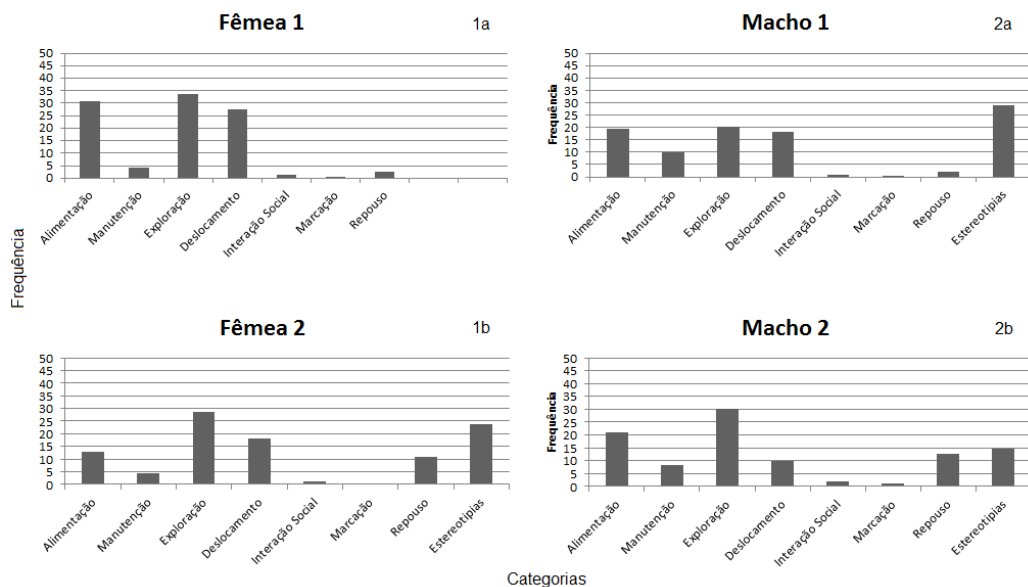 Fêmea 1
1a
50
45
40
35
30
25
20
15
10
5
0
Alimentação
Manutenção
Exploração
Deslocamento
Interação Social
Marcação
Repouso
Macho 1
2a
Frequência
50
45
40
35
30
25
20
15
10
5
0
Alimentação
Manutenção
Exploração
Deslocamento
Interação Social
Marcação
Repouso
Estereotipias
Frequência
Fêmea 2
1b
50
45
40
35
30
25
20
15
10
5
0
Alimentação
Manutenção
Exploração
Deslocamento
Interação Social
Marcação
Repouso
Estereotipias
Macho 2
2b
Frequência
50
45
40
35
30
25
20
15
10
5
0
Alimentação
Manutenção
Exploração
Deslocamento
Interação Social
Marcação
Repouso
Estereotipias
Categorias